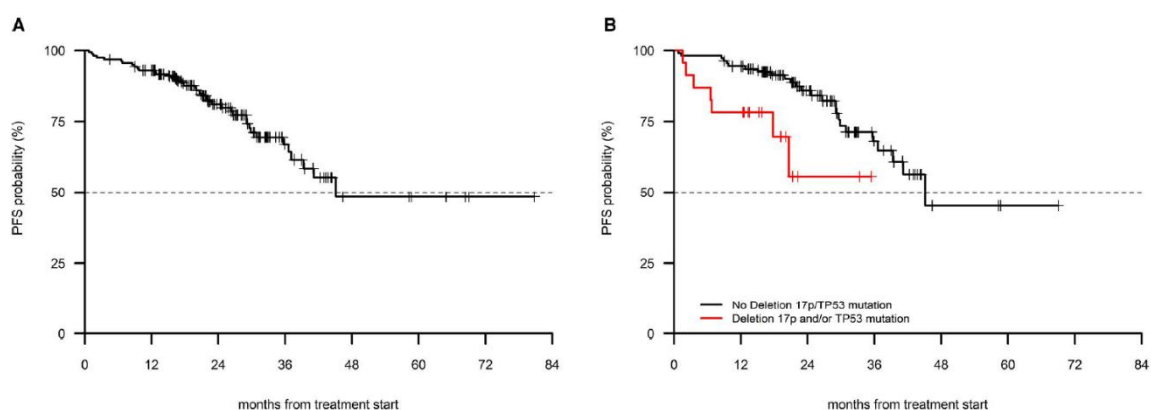 A
100
75
50
25
0
PFS probability (%)
0 12 24 36 48 60 72 84
months from treatment start
B
100
75
50
25
0
PFS probability (%)
No Deletion 17p/TP53 mutation
Deletion 17p and/or TP53 mutation
0 12 24 36 48 60 72 84
months from treatment start